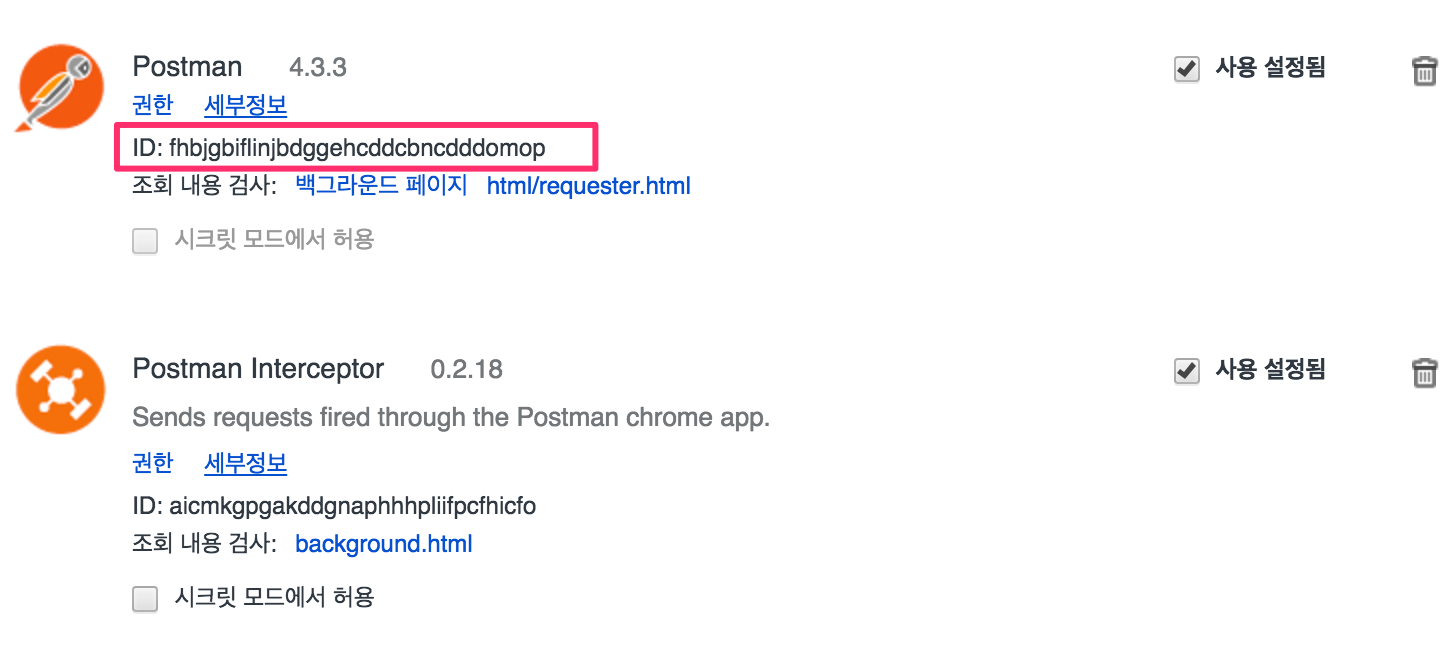 Postman 4.3.3 사용 설정됨
권한 세부정보
ID: fhbjgbiflinjbdggehcddcbncdddomop
조회 내용 검사: 백그라운드 페이지 html/requester.html
시크릿 모드에서 허용
Postman Interceptor 0.2.18 사용 설정됨
Sends requests fired through the Postman chrome app.
권한 세부정보
ID: aicmkgpgakddgnaphhhpliifpcfhicfo
조회 내용 검사: background.html
시크릿 모드에서 허용